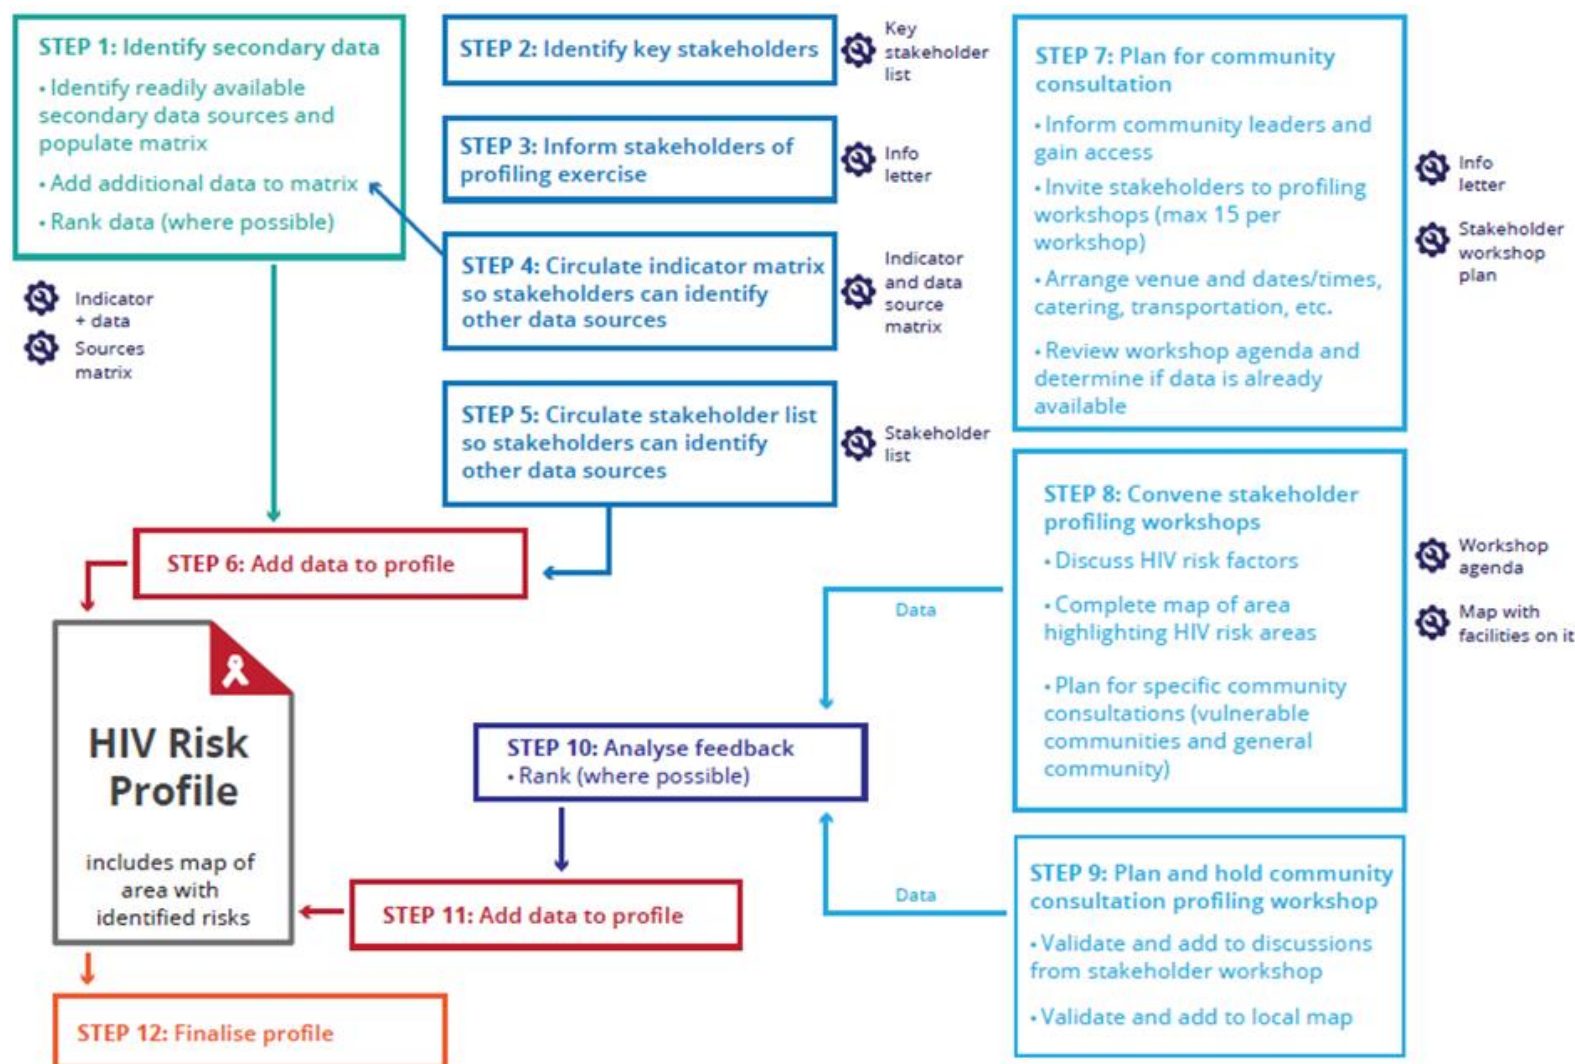 STEP 1: Identify secondary data
• Identify readily available
secondary data sources and
populate matrix
• Add additional data to matrix
• Rank data (where possible)
Indicator
+ data
Sources
matrix
STEP 2: Identify key stakeholders
Key
stakeholder
list
STEP 3: Inform stakeholders of
profiling exercise
Info
letter
STEP 4: Circulate indicator matrix
so stakeholders can identify
other data sources
Indicator
and data
source
matrix
STEP 5: Circulate stakeholder list
so stakeholders can identify
other data sources
Stakeholder
list
STEP 6: Add data to profile
HIV Risk
Profile
includes map of
area with
identified risks
STEP 7: Plan for community
consultation
• Inform community leaders and
gain access
• Invite stakeholders to profiling
workshops (max 15 per
workshop)
• Arrange venue and dates/times,
catering, transportation, etc.
• Review workshop agenda and
determine if data is already
available
Info
letter
Stakeholder
workshop
plan
STEP 8: Convene stakeholder
profiling workshops
• Discuss HIV risk factors
• Complete map of area
highlighting HIV risk areas
• Plan for specific community
consultations (vulnerable
communities and general
community)
Workshop
agenda
Map with
facilities on it
Data
STEP 9: Plan and hold community
consultation profiling workshop
• Validate and add to discussions
from stakeholder workshop
• Validate and add to local map
Data
STEP 10: Analyse feedback
• Rank (where possible)
STEP 11: Add data to profile
STEP 12: Finalise profile